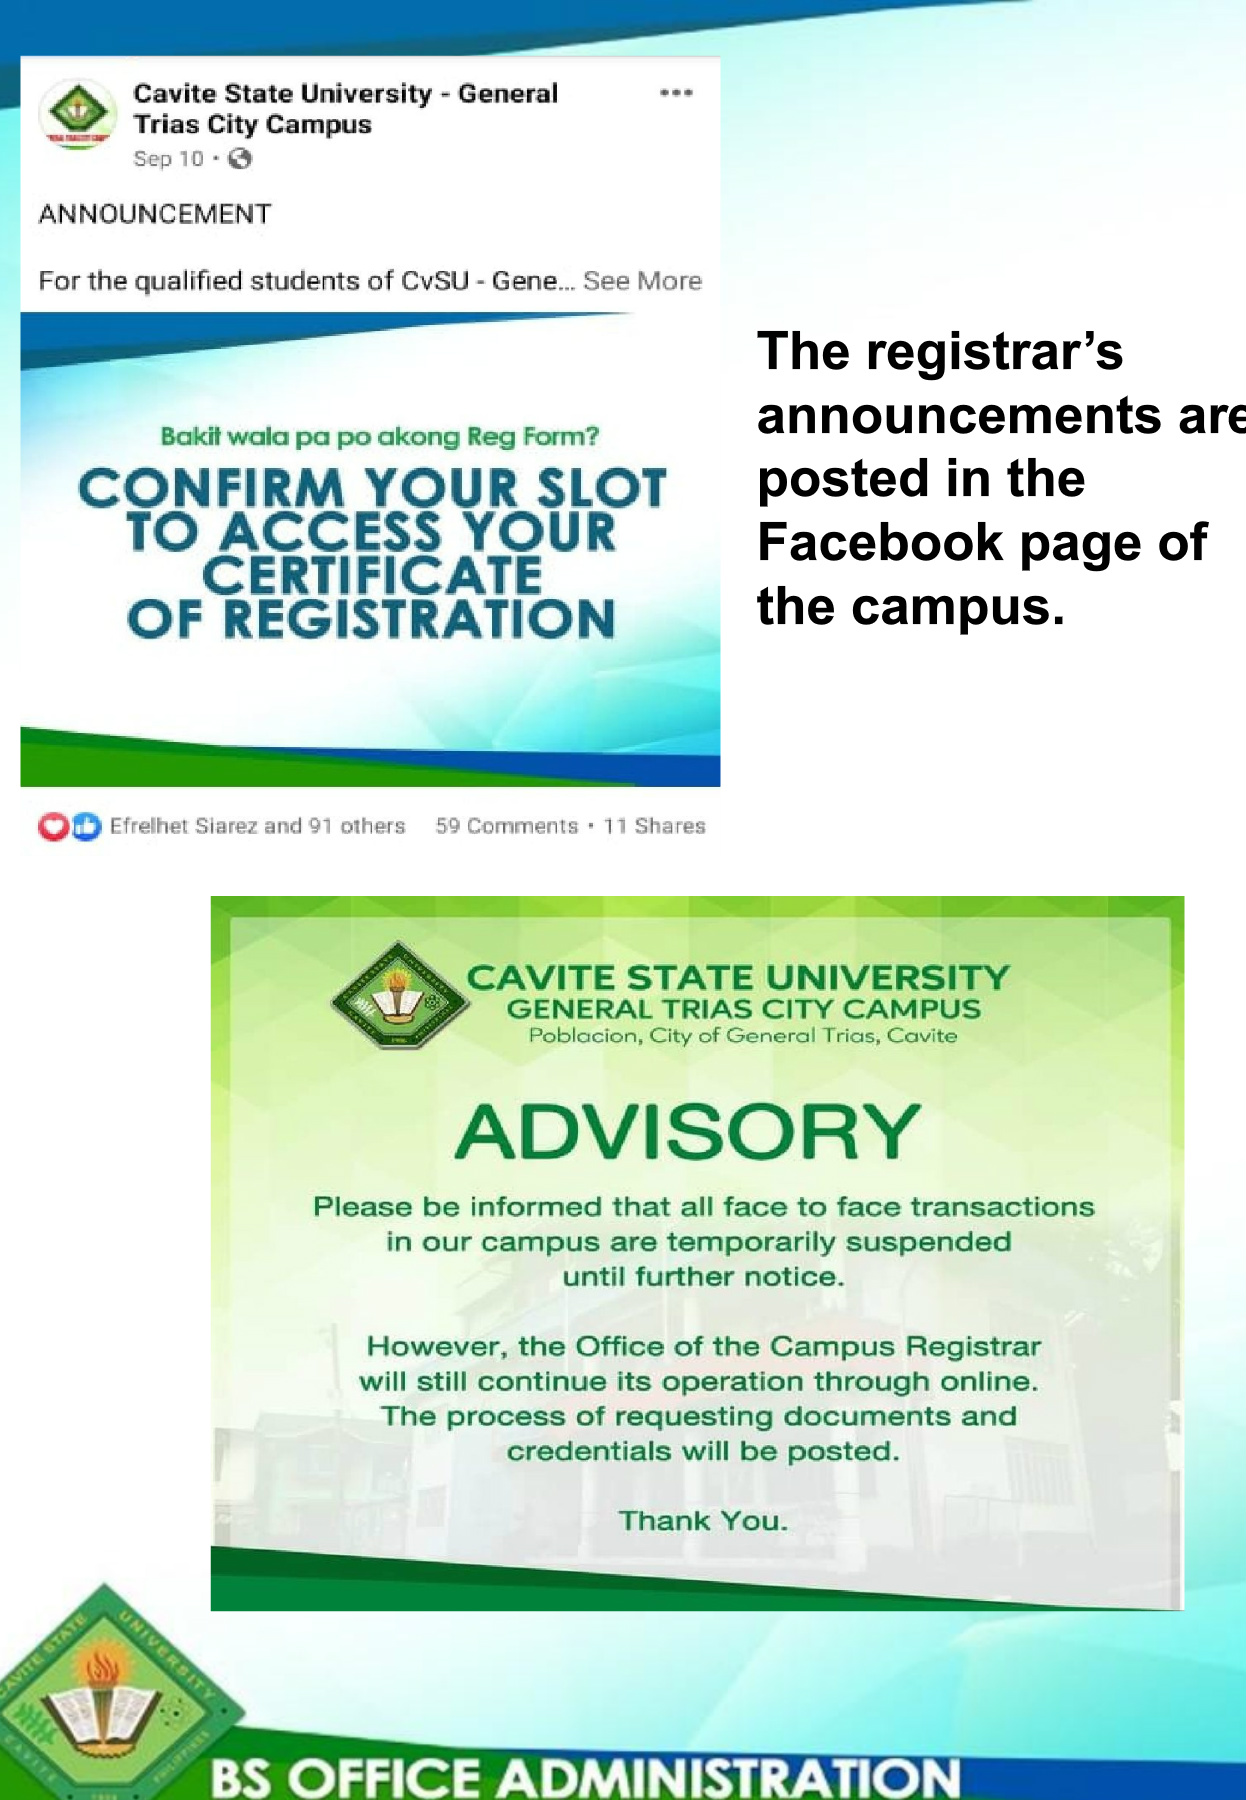 Cavite State University - General
Trias City Campus
Sep 10 •
ANNOUNCEMENT
For the qualified students of CvSU - Gene... See More
Bakit wala pa po akong Reg Form?
CONFIRM YOUR SLOT
TO ACCESS YOUR
CERTIFICATE
OF REGISTRATION
Efrelhet Siarez and 91 others 59 Comments • 11 Shares
The registrar’s
announcements are
posted in the
Facebook page of
the campus.
CAVITE STATE UNIVERSITY
GENERAL TRIAS CITY CAMPUS
Poblacion, City of General Trias, Cavite
ADVISORY
Please be informed that all face to face transactions
in our campus are temporarily suspended
until further notice.
However, the Office of the Campus Registrar
will still continue its operation through online.
The process of requesting documents and
credentials will be posted.
Thank You.
CAVITE STATE UNIVERSITY
CAVITE PHILIPPINES
BS OFFICE ADMINISTRATION